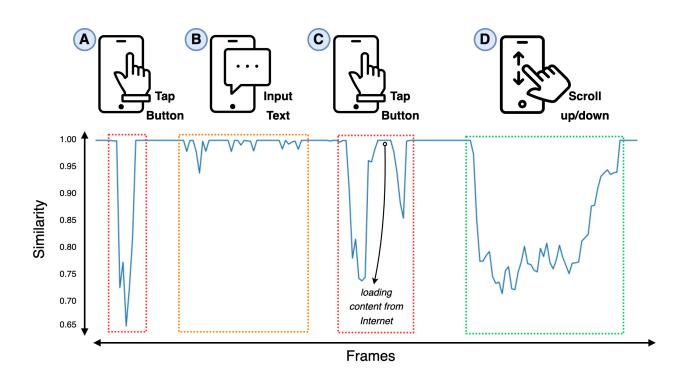 A
Tap
Button
B
Input
Text
C
Tap
Button
D
Scroll
up/down
1.00
0.95
0.90
0.85
0.80
0.75
0.70
0.65
Similarity
loading
content from
Internet
Frames